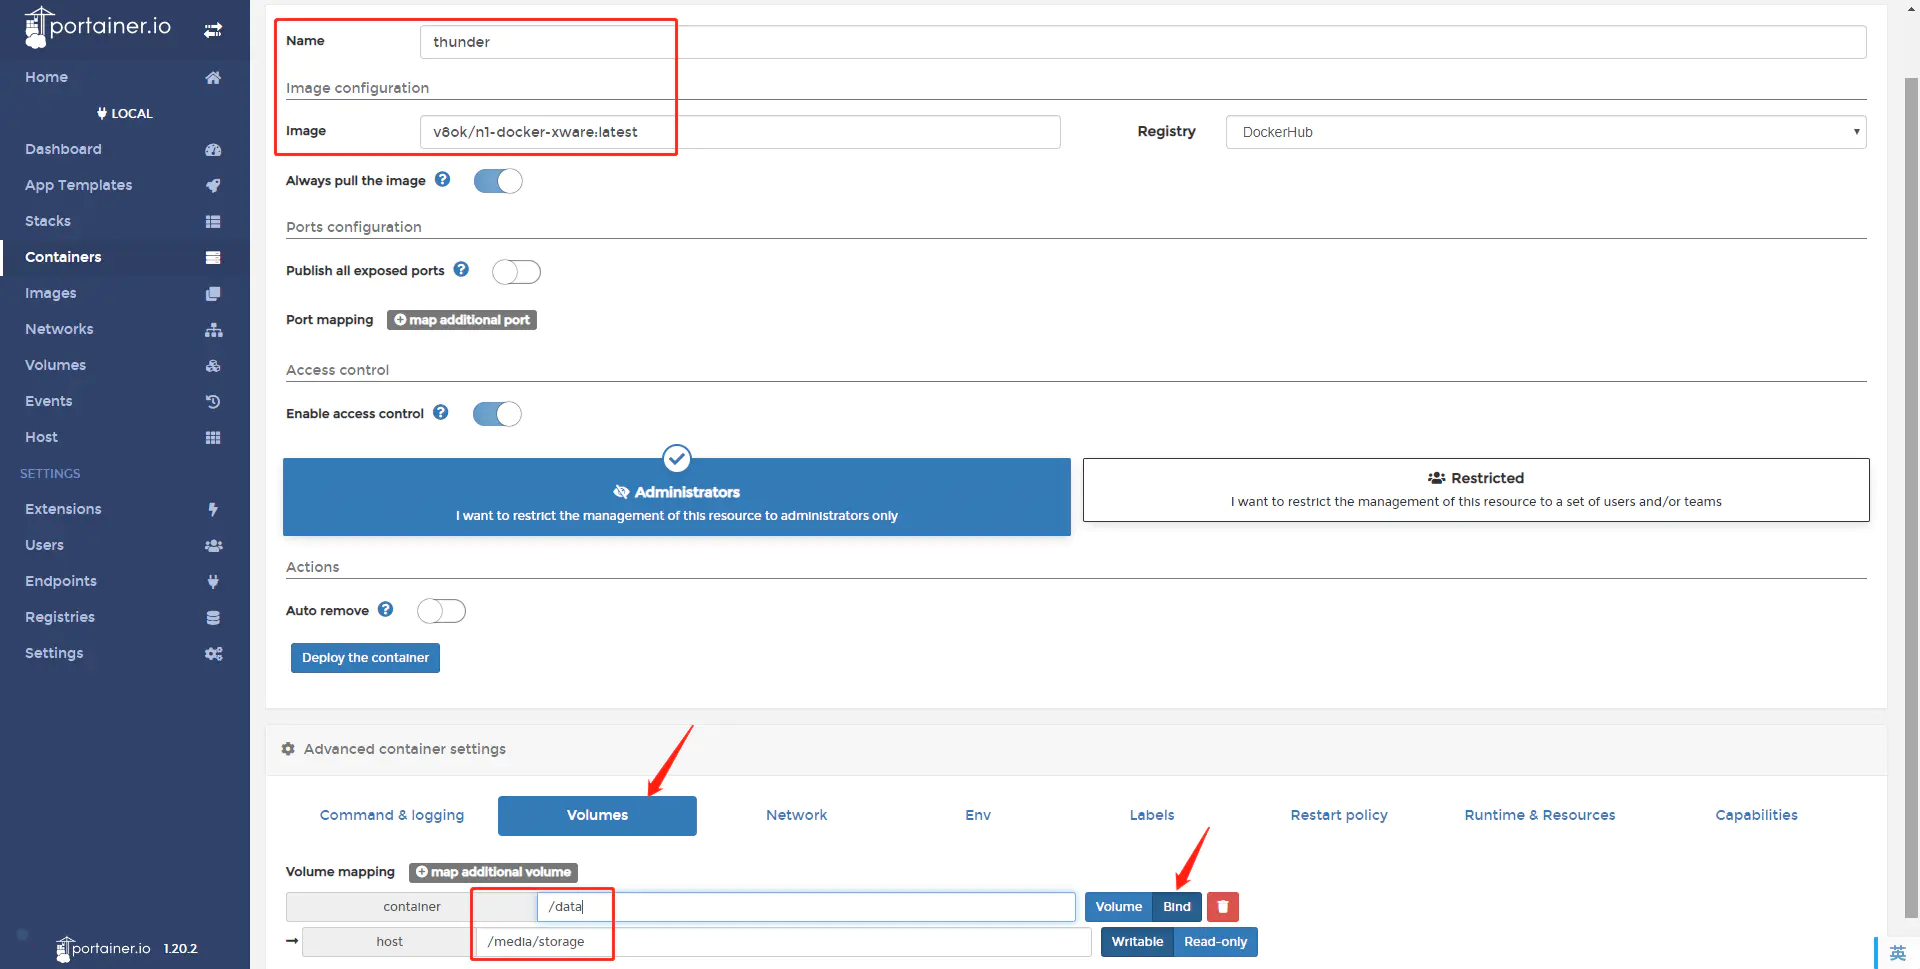 portainer.io
Home
LOCAL
Dashboard
App Templates
Stacks
Containers
Images
Networks
Volumes
Events
Host
SETTINGS
Extensions
Users
Endpoints
Registries
Settings
portainer.io 1.20.2
Name thunder
Image configuration
Image v8ok/n1-docker-xware:latest Registry DockerHub
Always pull the image
Ports configuration
Publish all exposed ports
Port mapping map additional port
Access control
Enable access control
Administrators
I want to restrict the management of this resource to administrators only
Restricted
I want to restrict the management of this resource to a set of users and/or teams
Actions
Auto remove
Deploy the container
Advanced container settings
Command & logging Volumes Network Env Labels Restart policy Runtime & Resources Capabilities
Volume mapping map additional volume
container /data Volume Bind
host /media/storage Writable Read-only
英